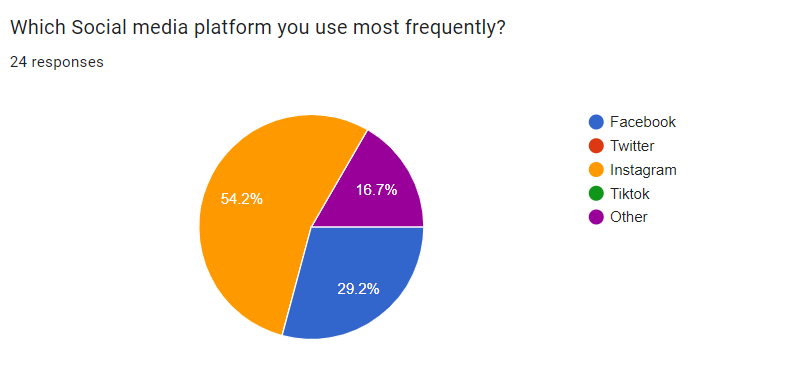 Which Social media platform you use most frequently?
24 responses
Facebook
Twitter
Instagram
Tiktok
Other
54.2%
16.7%
29.2%